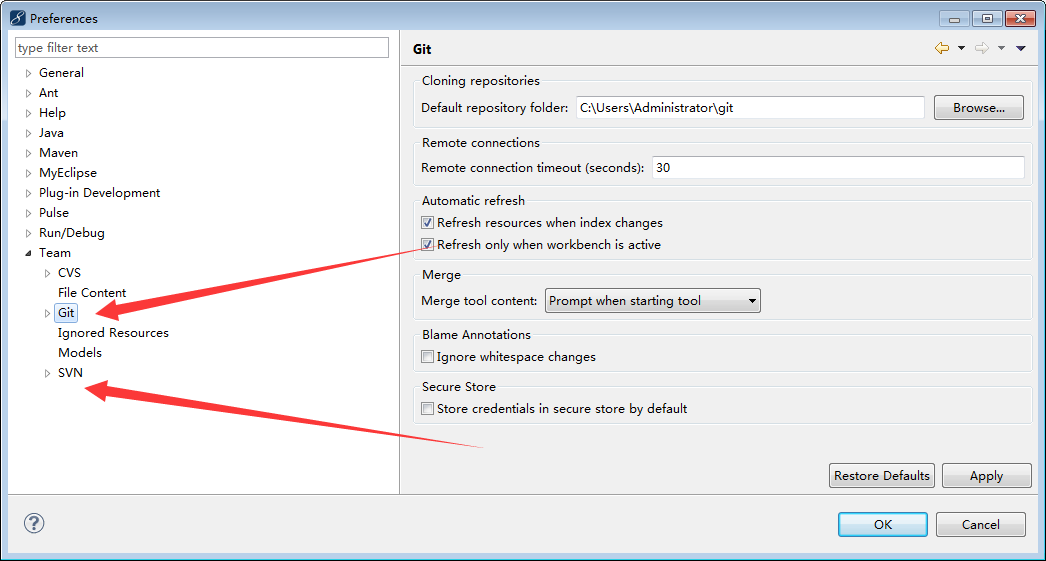 Preferences
type filter text
General
Ant
Help
Java
Maven
MyEclipse
Plug-in Development
Pulse
Run/Debug
Team
CVS
File Content
Git
Ignored Resources
Models
SVN
Git
Cloning repositories
Default repository folder: C:\Users\Administrator\git Browse...
Remote connections
Remote connection timeout (seconds): 30
Automatic refresh
Refresh resources when index changes
Refresh only when workbench is active
Merge
Merge tool content: Prompt when starting tool
Blame Annotations
Ignore whitespace changes
Secure Store
Store credentials in secure store by default
Restore Defaults Apply
? OK Cancel